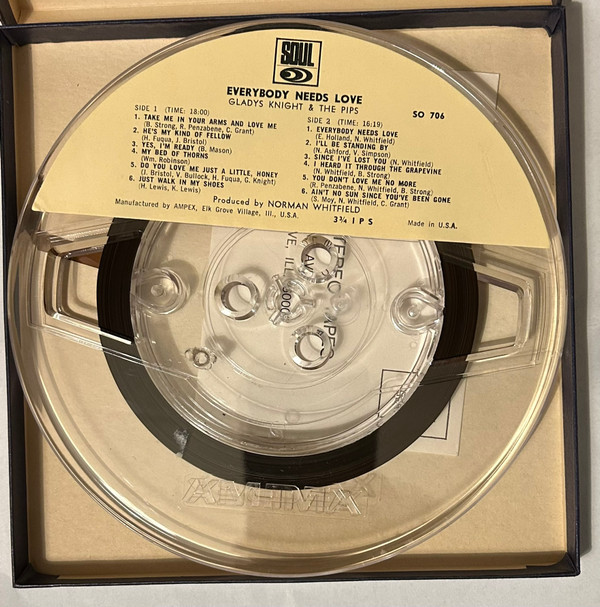 SOUL
EVERYBODY NEEDS LOVE
GLADYS KNIGHT & THE PIPS
SO 706
SIDE 1 (TIME: 18:00)
1. TAKE ME IN YOUR ARMS AND LOVE ME
(B. Strong, R. Penzabene, C. Grant)
2. HE'S MY KIND OF FELLOW
(H. Fuqua, J. Bristol)
3. YES, I'M READY (B. Mason)
4. MY BED OF THORNS
(Wm. Robinson)
5. DO YOU LOVE ME JUST A LITTLE, HONEY
(J. Bristol, V. Bullock, H. Fuqua, G. Knight)
6. JUST WALK IN MY SHOES
(H. Lewis, K. Lewis)
SIDE 2 (TIME: 16:19)
1. EVERYBODY NEEDS LOVE
(E. Holland, N. Whitfield)
2. I'LL BE STANDING BY
(N. Ashford, V. Simpson)
3. SINCE I'VE LOST YOU (N. Whitfield)
4. I HEARD IT THROUGH THE GRAPEVINE
(N. Whitfield, B. Strong)
5. YOU DON'T LOVE ME NO MORE
(R. Penzabene, N. Whitfield, B. Strong)
6. AIN'T NO SUN SINCE YOU'VE BEEN GONE
(S. Moy, N. Whitfield, C. Grant)
Produced by NORMAN WHITFIELD
Manufactured by AMPEX, Elk Grove Village, Ill., U.S.A.
3¾ I P S
Made in U.S.A.
AMPEX